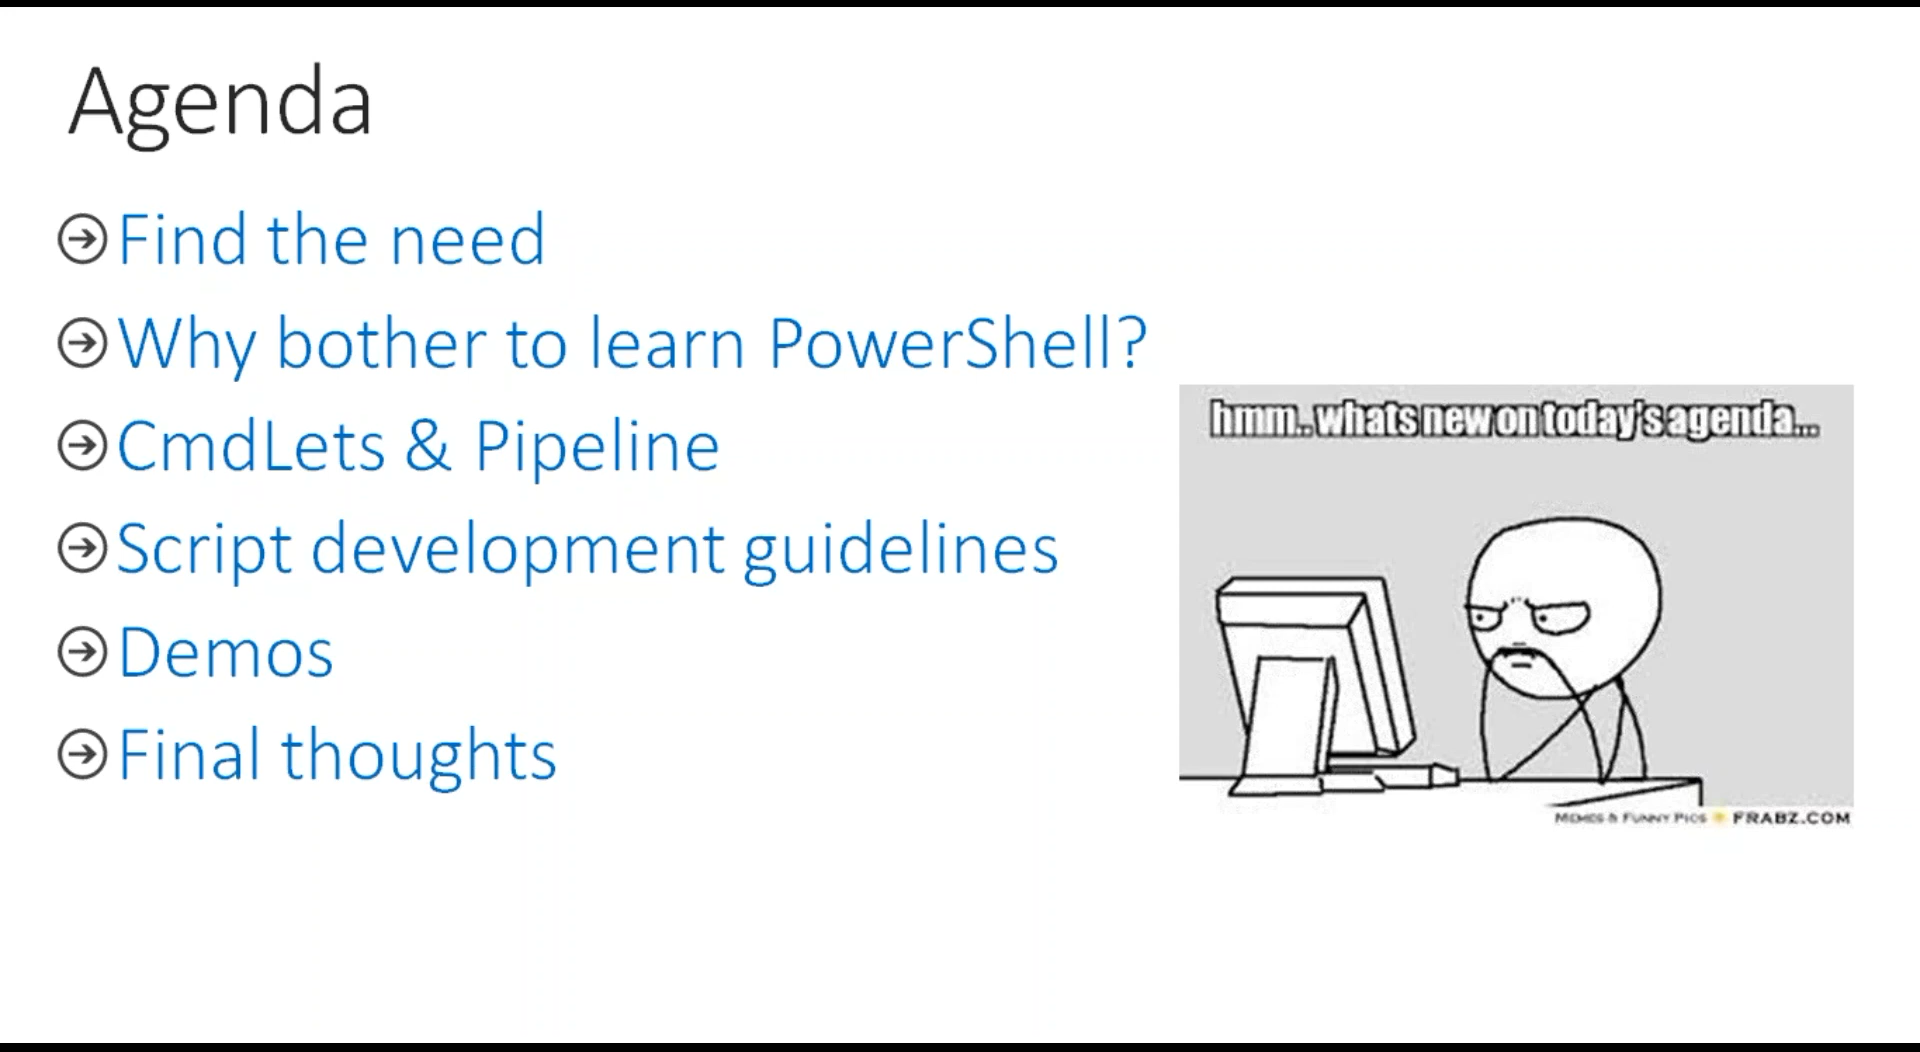 Agenda
Find the need
Why bother to learn PowerShell?
CmdLets & Pipeline
Script development guidelines
Demos
Final thoughts
hmm.. whats new on today's agenda...
MEMES & FUNNY PICS FRABZ.COM